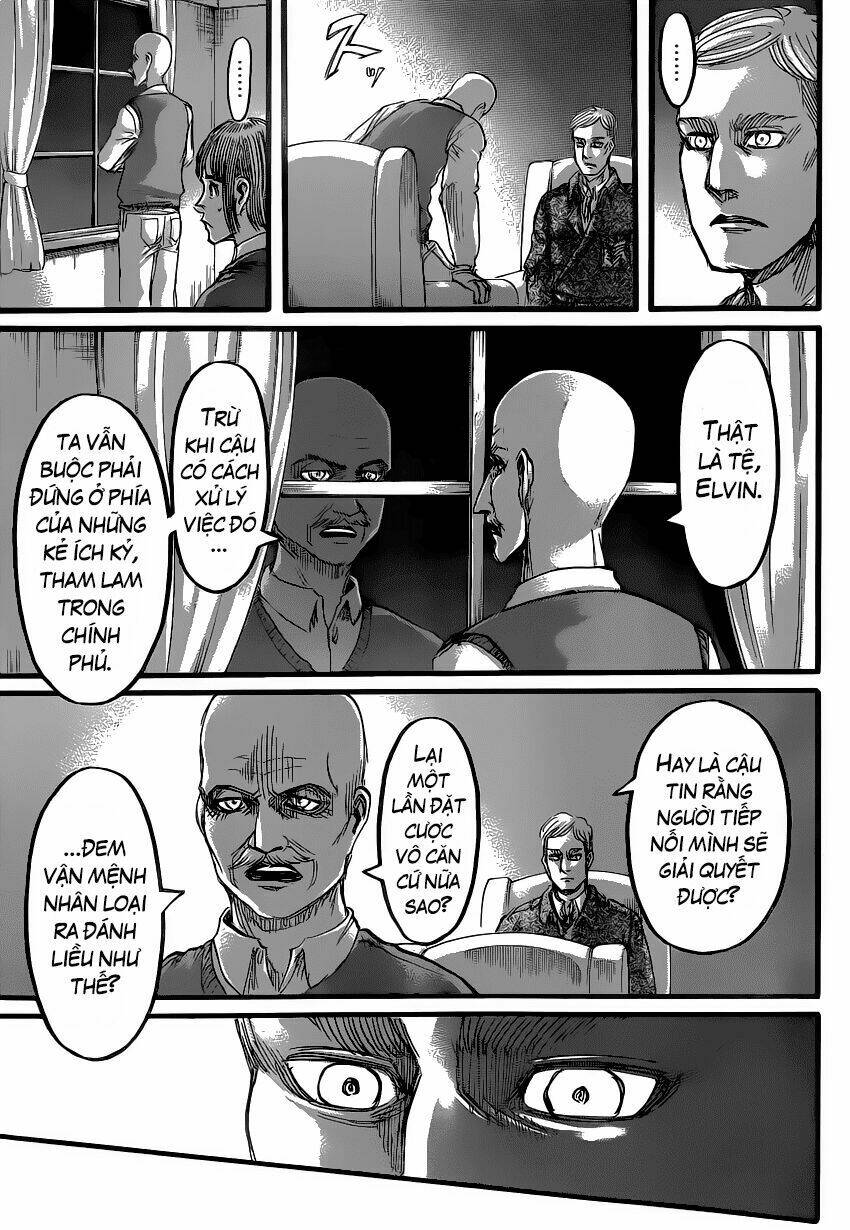 ......
スッ
......
THẬT
LÀ TỆ,
ELVIN.
TRỪ
KHI CẬU
CÓ CÁCH
XỬ LÝ
VIỆC ĐÓ
...
TA VẪN
BUỘC PHẢI
ĐỨNG Ở PHÍA
CỦA NHỮNG
KẺ ÍCH KỶ,
THAM LAM
TRONG
CHÍNH
PHỦ.
HAY LÀ CẬU
TIN RẰNG
NGƯỜI TIẾP
NỐI MÌNH SẼ
GIẢI QUYẾT
ĐƯỢC?
LẠI
MỘT
LẦN ĐẶT
CƯỢC
VÔ CĂN
CỨ NỮA
SAO?
...ĐEM
VẬN MỆNH
NHÂN LOẠI
RA ĐÁNH
LIỀU NHƯ
THẾ?